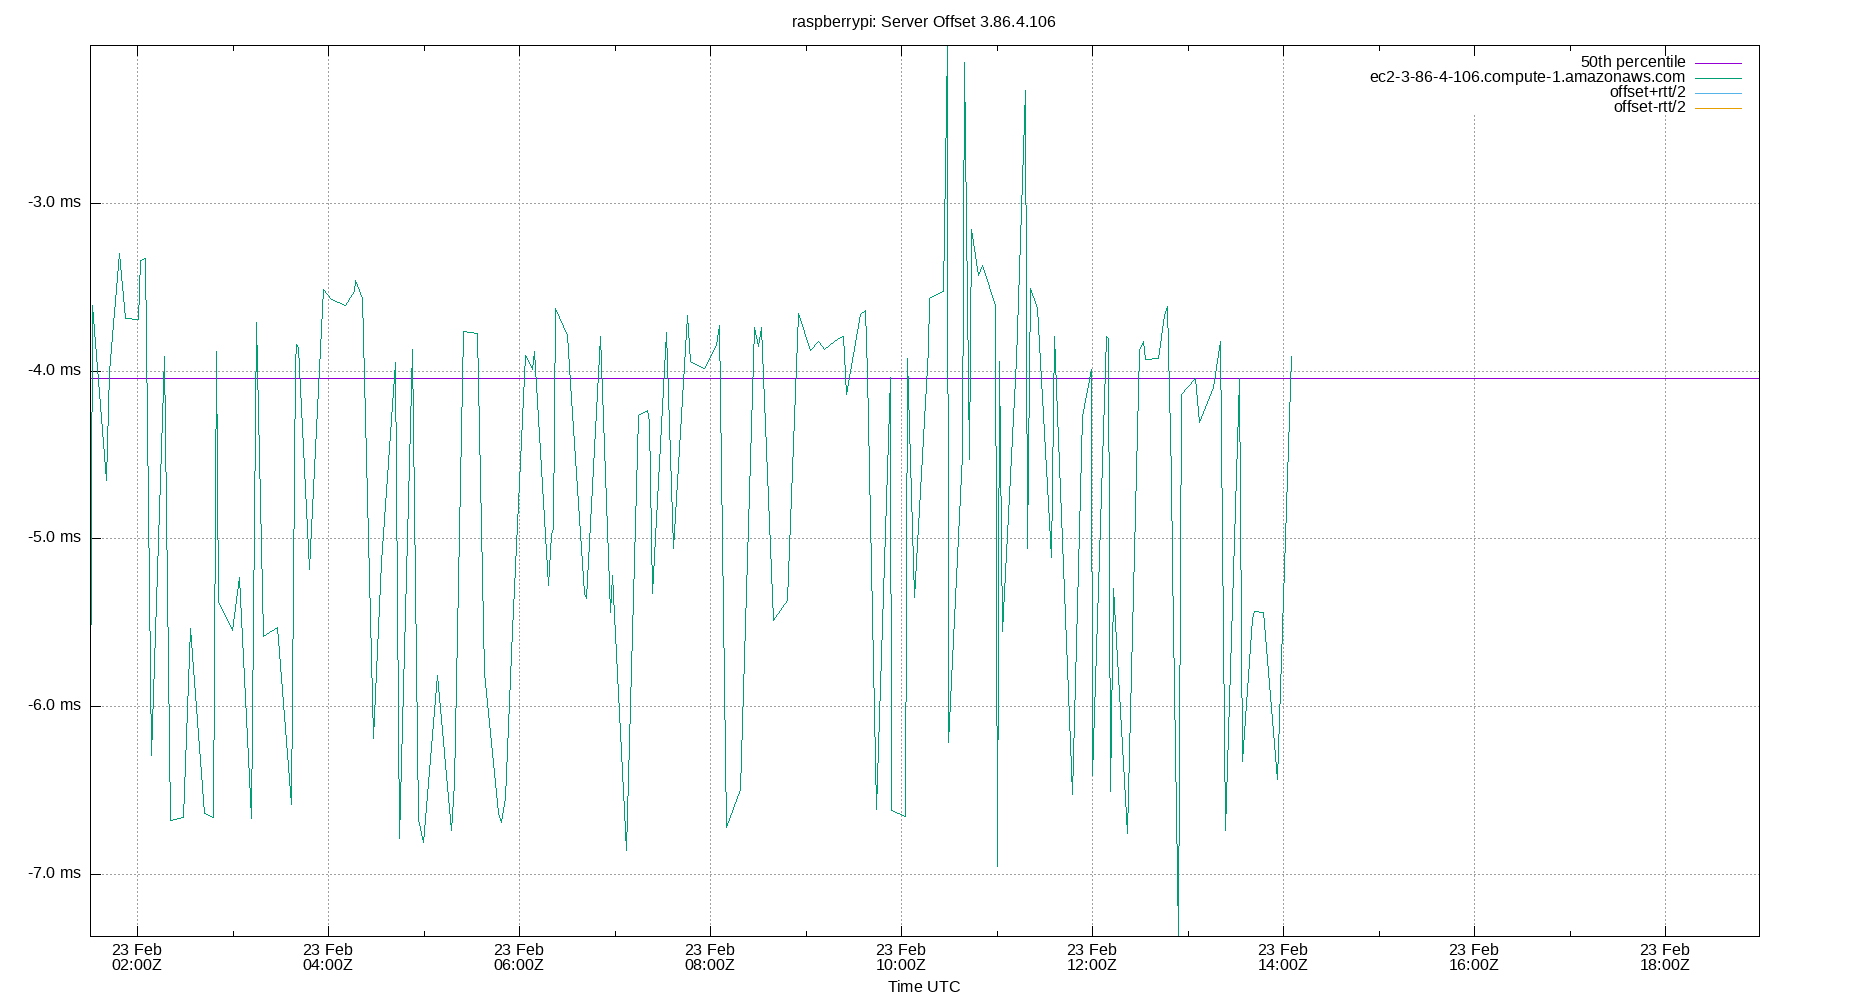 raspberrypi: Server Offset 3.86.4.106
50th percentile
ec2-3-86-4-106.compute-1.amazonaws.com
offset+rtt/2
offset-rtt/2
-3.0 ms
-4.0 ms
-5.0 ms
-6.0 ms
-7.0 ms
23 Feb 23 Feb 23 Feb 23 Feb 23 Feb 23 Feb 23 Feb 23 Feb 23 Feb
02:00Z 04:00Z 06:00Z 08:00Z 10:00Z 12:00Z 14:00Z 16:00Z 18:00Z
Time UTC